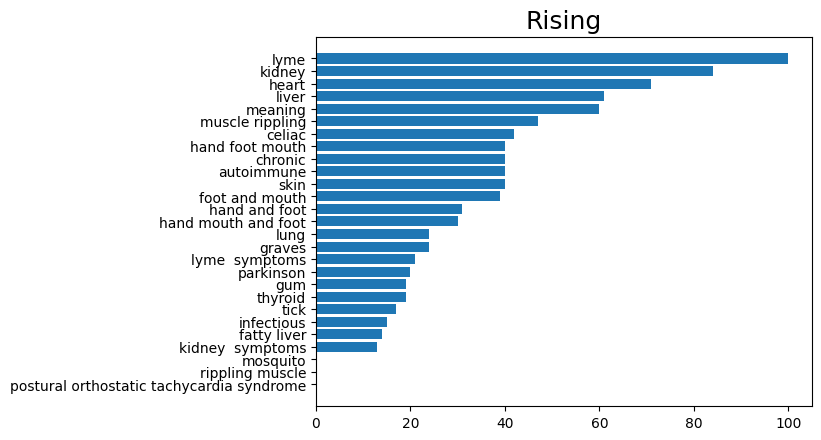 Rising
lyme
kidney
heart
liver
meaning
muscle rippling
celiac
hand foot mouth
chronic
autoimmune
skin
foot and mouth
hand and foot
hand mouth and foot
lung
graves
lyme  symptoms
parkinson
gum
thyroid
tick
infectious
fatty liver
kidney  symptoms
mosquito
rippling muscle
postural orthostatic tachycardia syndrome
0 20 40 60 80 100